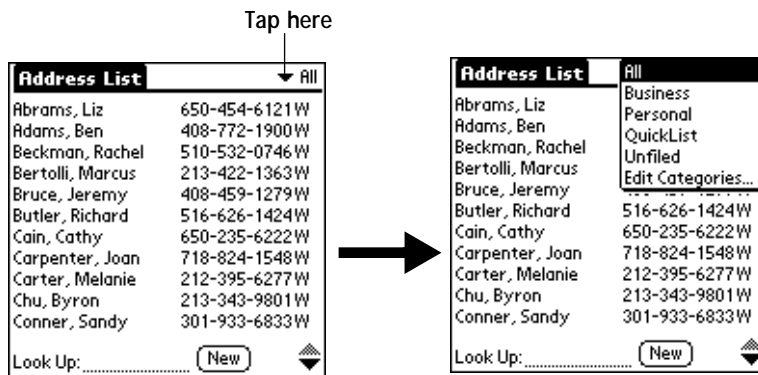 Tap here
Address List All
Abrams, Liz 650-454-6121W
Adams, Ben 408-772-1900W
Beckman, Rachel 510-532-0746W
Bertolli, Marcus 213-422-1363W
Bruce, Jeremy 408-459-1279W
Butler, Richard 516-626-1424W
Cain, Cathy 650-235-6222W
Carpenter, Joan 718-824-1548W
Carter, Melanie 212-395-6277W
Chu, Byron 213-343-9801W
Conner, Sandy 301-933-6833W
Look Up: New
Address List
All
Business
Personal
QuickList
Unfiled
Edit Categories...
Abrams, Liz
Adams, Ben
Beckman, Rachel
Bertolli, Marcus
Bruce, Jeremy
Butler, Richard 516-626-1424W
Cain, Cathy 650-235-6222W
Carpenter, Joan 718-824-1548W
Carter, Melanie 212-395-6277W
Chu, Byron 213-343-9801W
Conner, Sandy 301-933-6833W
Look Up: New